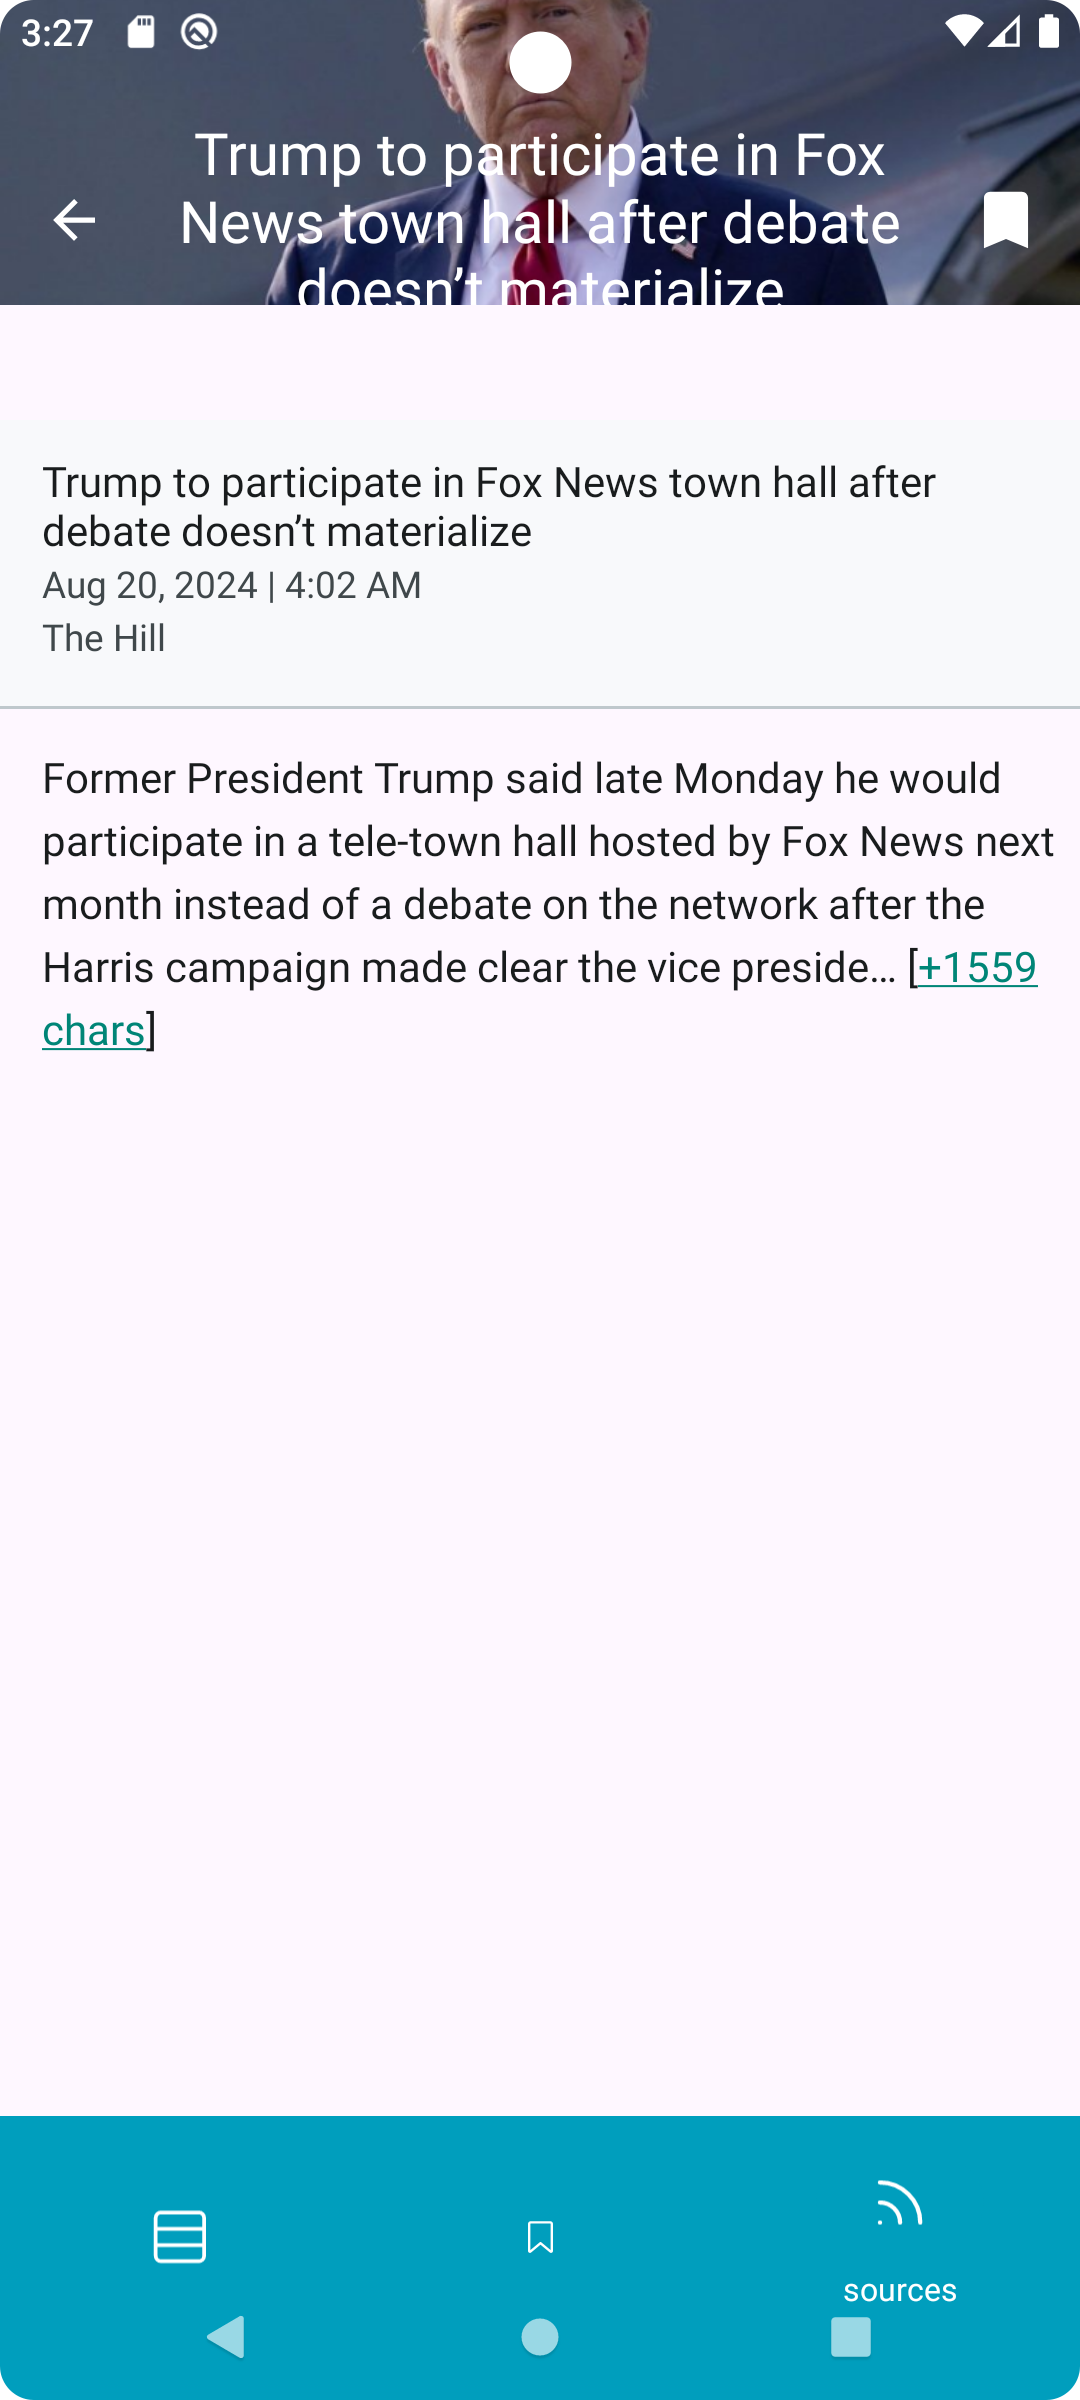 3:27
Trump to participate in Fox
News town hall after debate
doesn’t materialize
Trump to participate in Fox News town hall after
debate doesn’t materialize
Aug 20, 2024 | 4:02 AM
The Hill
Former President Trump said late Monday he would
participate in a tele-town hall hosted by Fox News next
month instead of a debate on the network after the
Harris campaign made clear the vice preside… [+1559
chars]
sources